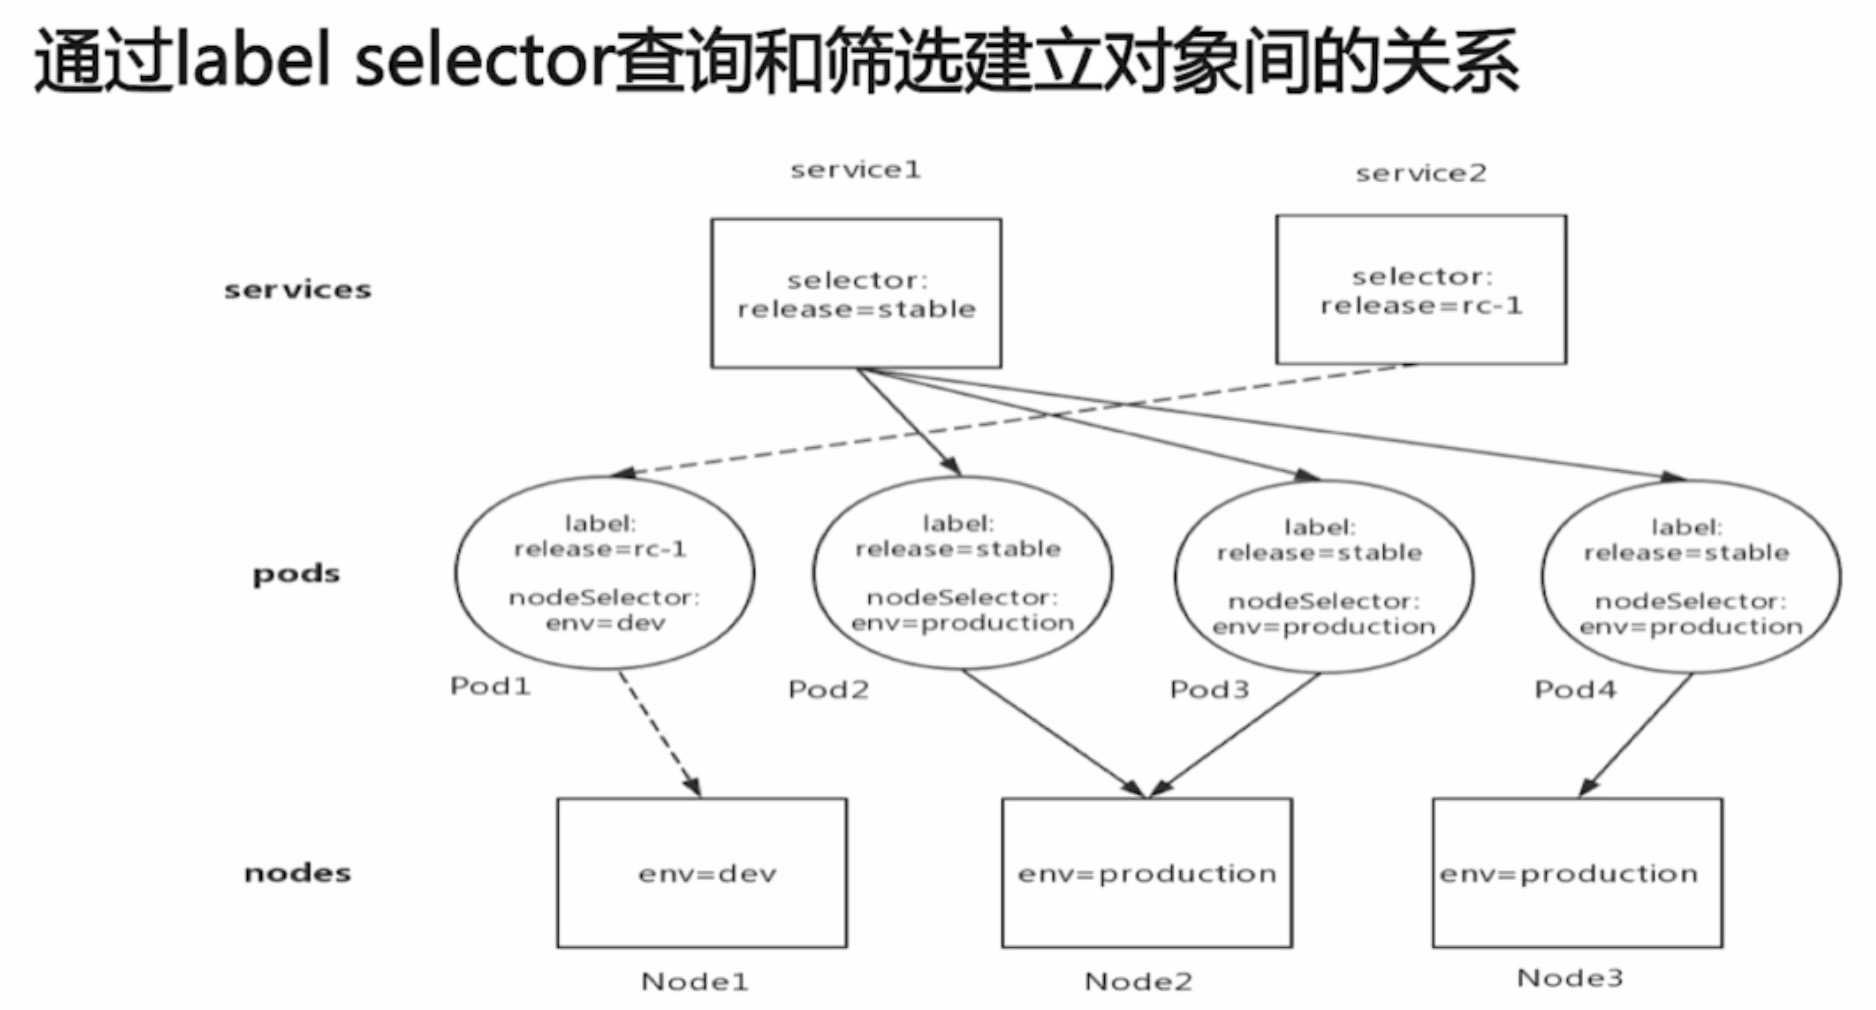 通过label selector查询和筛选建立对象间的关系
service1
service2
services
selector:
release=stable
selector:
release=rc-1
pods
label:
release=rc-1
nodeSelector:
env=dev
label:
release=stable
nodeSelector:
env=production
label:
release=stable
nodeSelector:
env=production
label:
release=stable
nodeSelector:
env=production
Pod1
Pod2
Pod3
Pod4
nodes
env=dev
env=production
env=production
Node1
Node2
Node3